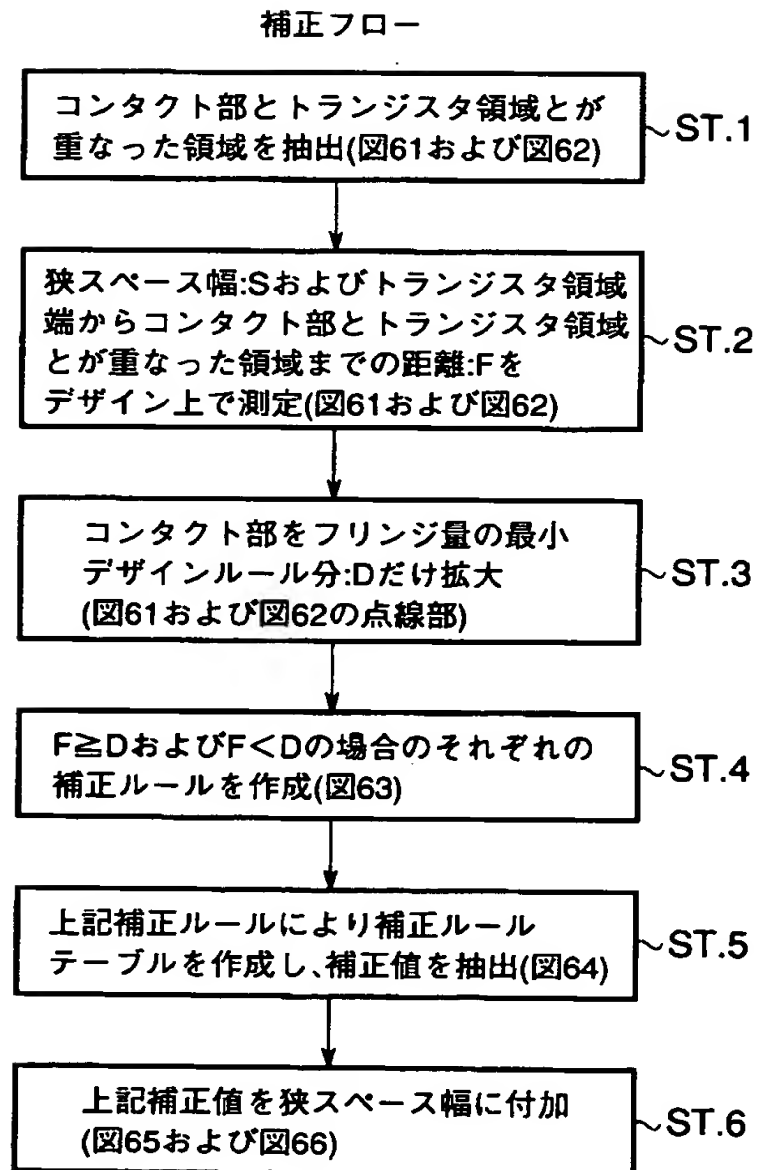 補正フロー
コンタクト部とトランジスタ領域とが
重なった領域を抽出(図61および図62)
ST.1
狭スペース幅:Sおよびトランジスタ領域
端からコンタクト部とトランジスタ領域
とが重なった領域までの距離:Fを
デザイン上で測定(図61および図62)
ST.2
コンタクト部をフリンジ量の最小
デザインルール分:Dだけ拡大
(図61および図62の点線部)
ST.3
F≧DおよびF<Dの場合のそれぞれの
補正ルールを作成(図63)
ST.4
上記補正ルールにより補正ルール
テーブルを作成し、補正値を抽出(図64)
ST.5
上記補正値を狭スペース幅に付加
(図65および図66)
ST.6